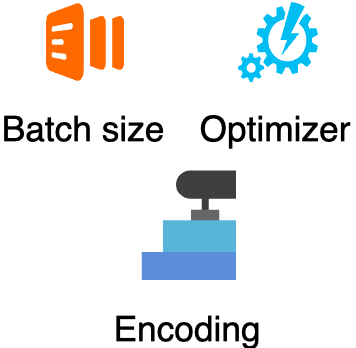 Batch size
Optimizer
Encoding